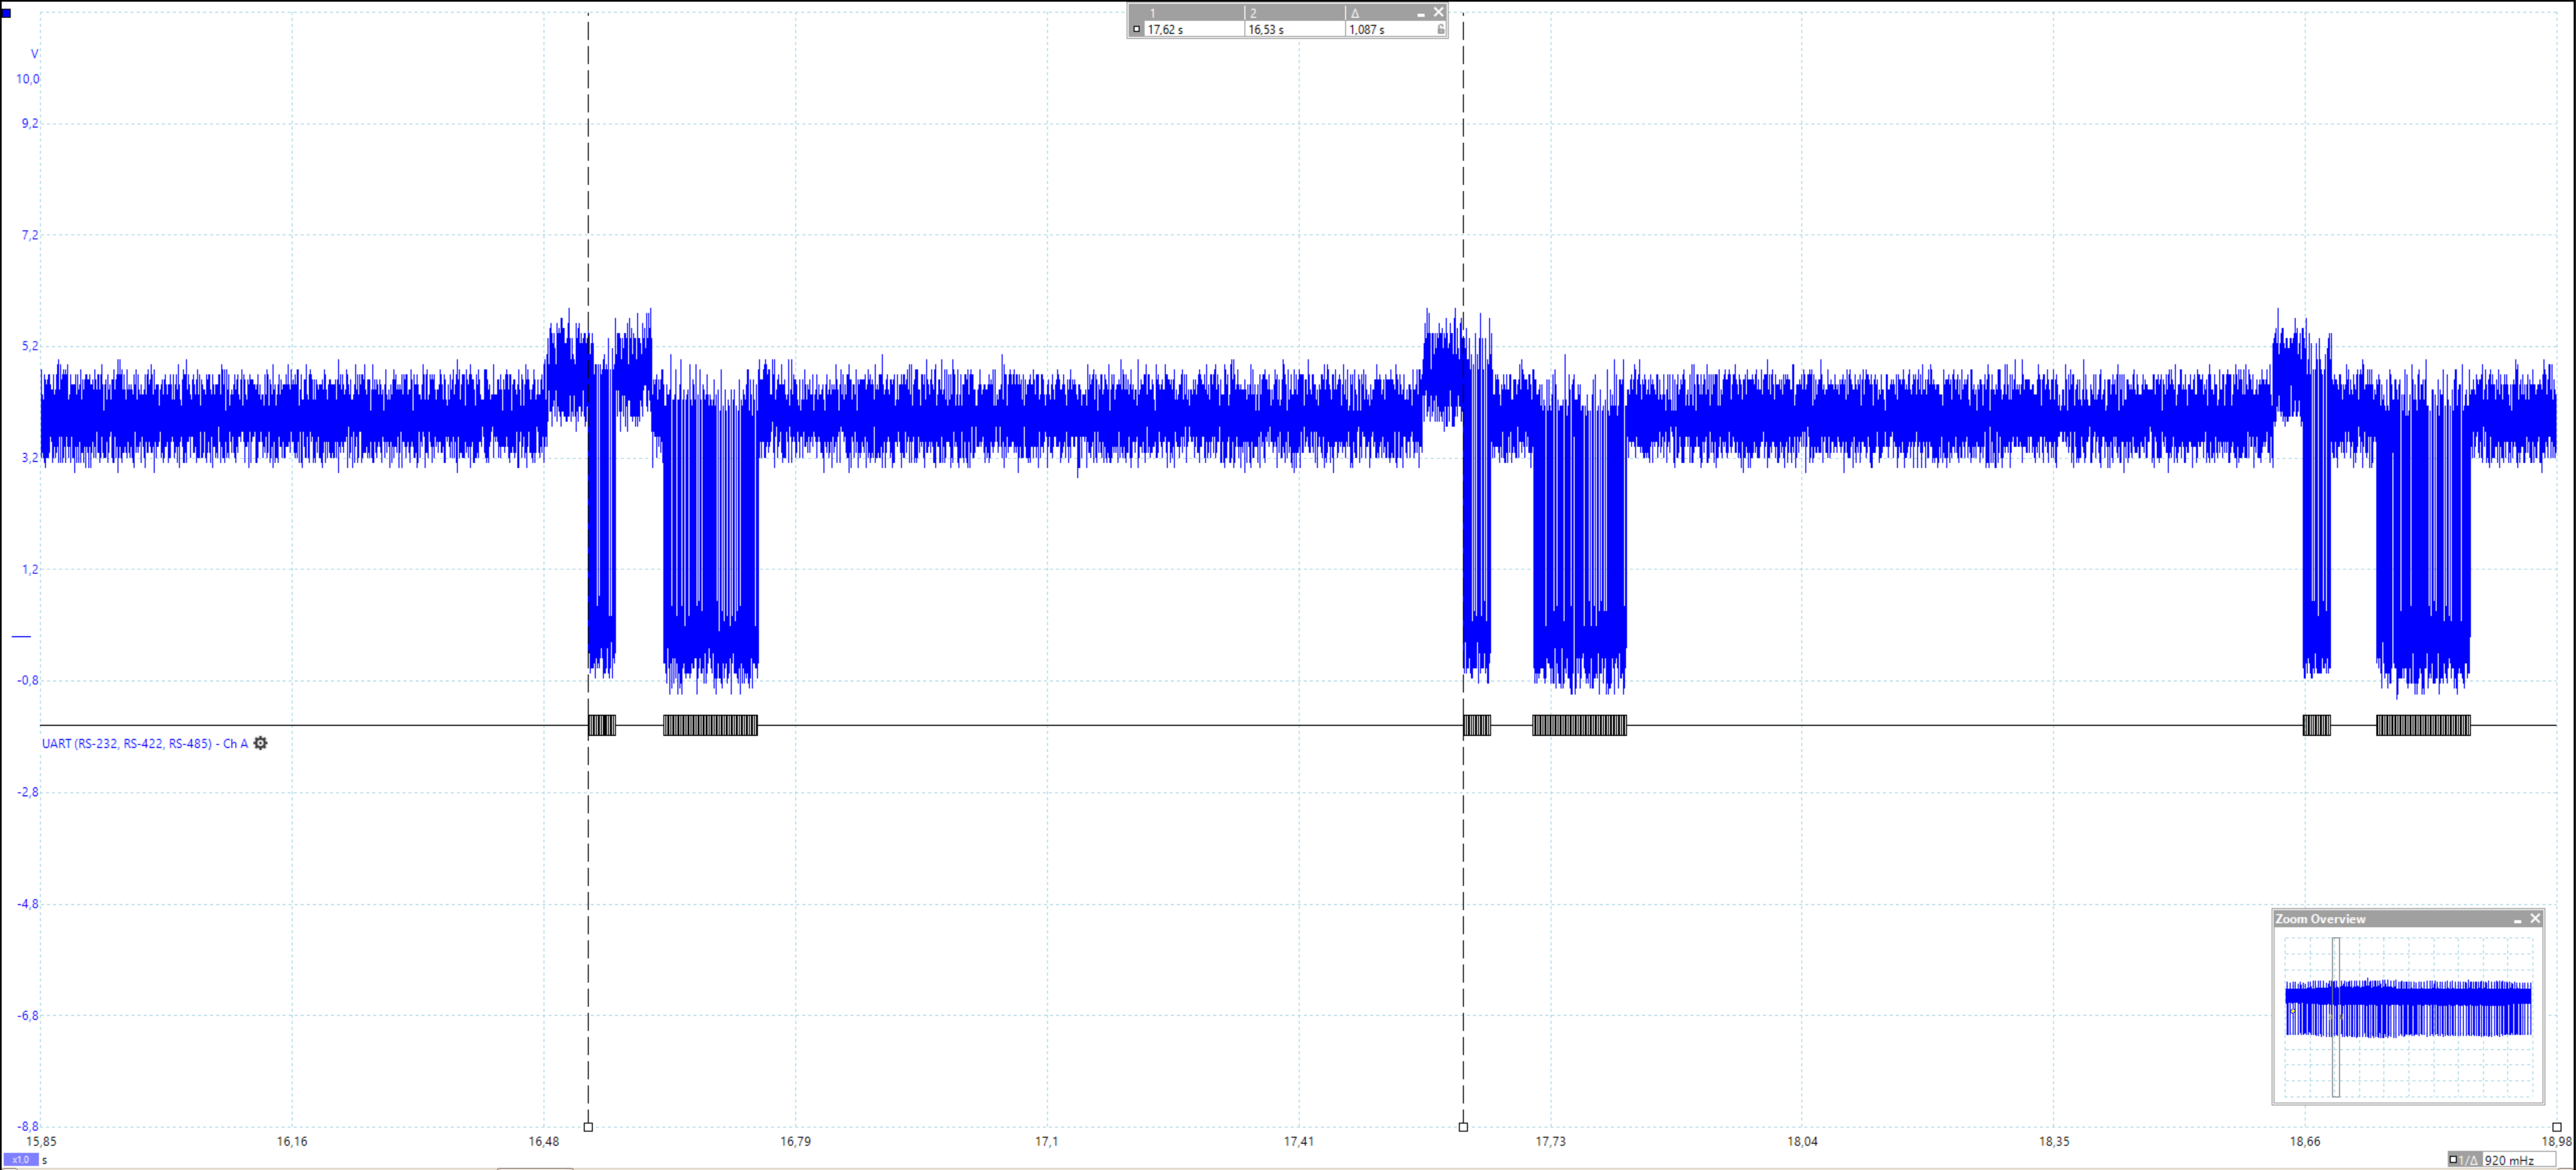 1 2 Δ
17,62 s 16,53 s 1,087 s
V
10,0
9,2
7,2
5,2
3,2
1,2
-0,8
UART (RS-232, RS-422, RS-485) - Ch A
-2,8
-4,8
Zoom Overview
-6,8
-8,8
15,85 16,16 16,48 16,79 17,1 17,41 17,73 18,04 18,35 18,66 18,98
x1,0 s
1/Δ 920 mHz